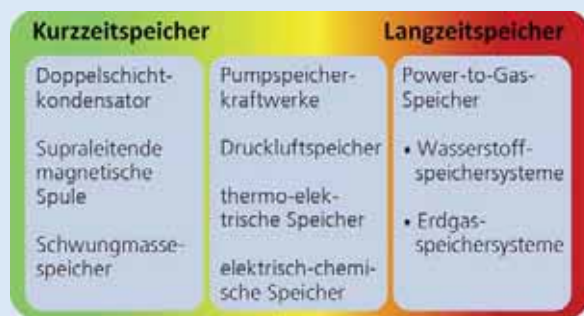 Kurzzeitspeicher
Langzeitspeicher
Doppelschicht-
kondensator
Supraleitende
magnetische
Spule
Schwungmasse-
speicher
Pumpspeicher-
kraftwerke
Druckluftspeicher
thermo-elek-
trische Speicher
elektrisch-chemi-
sche Speicher
Power-to-Gas-
Speicher
• Wasserstoff-
speichersysteme
• Erdgas-
speichersysteme